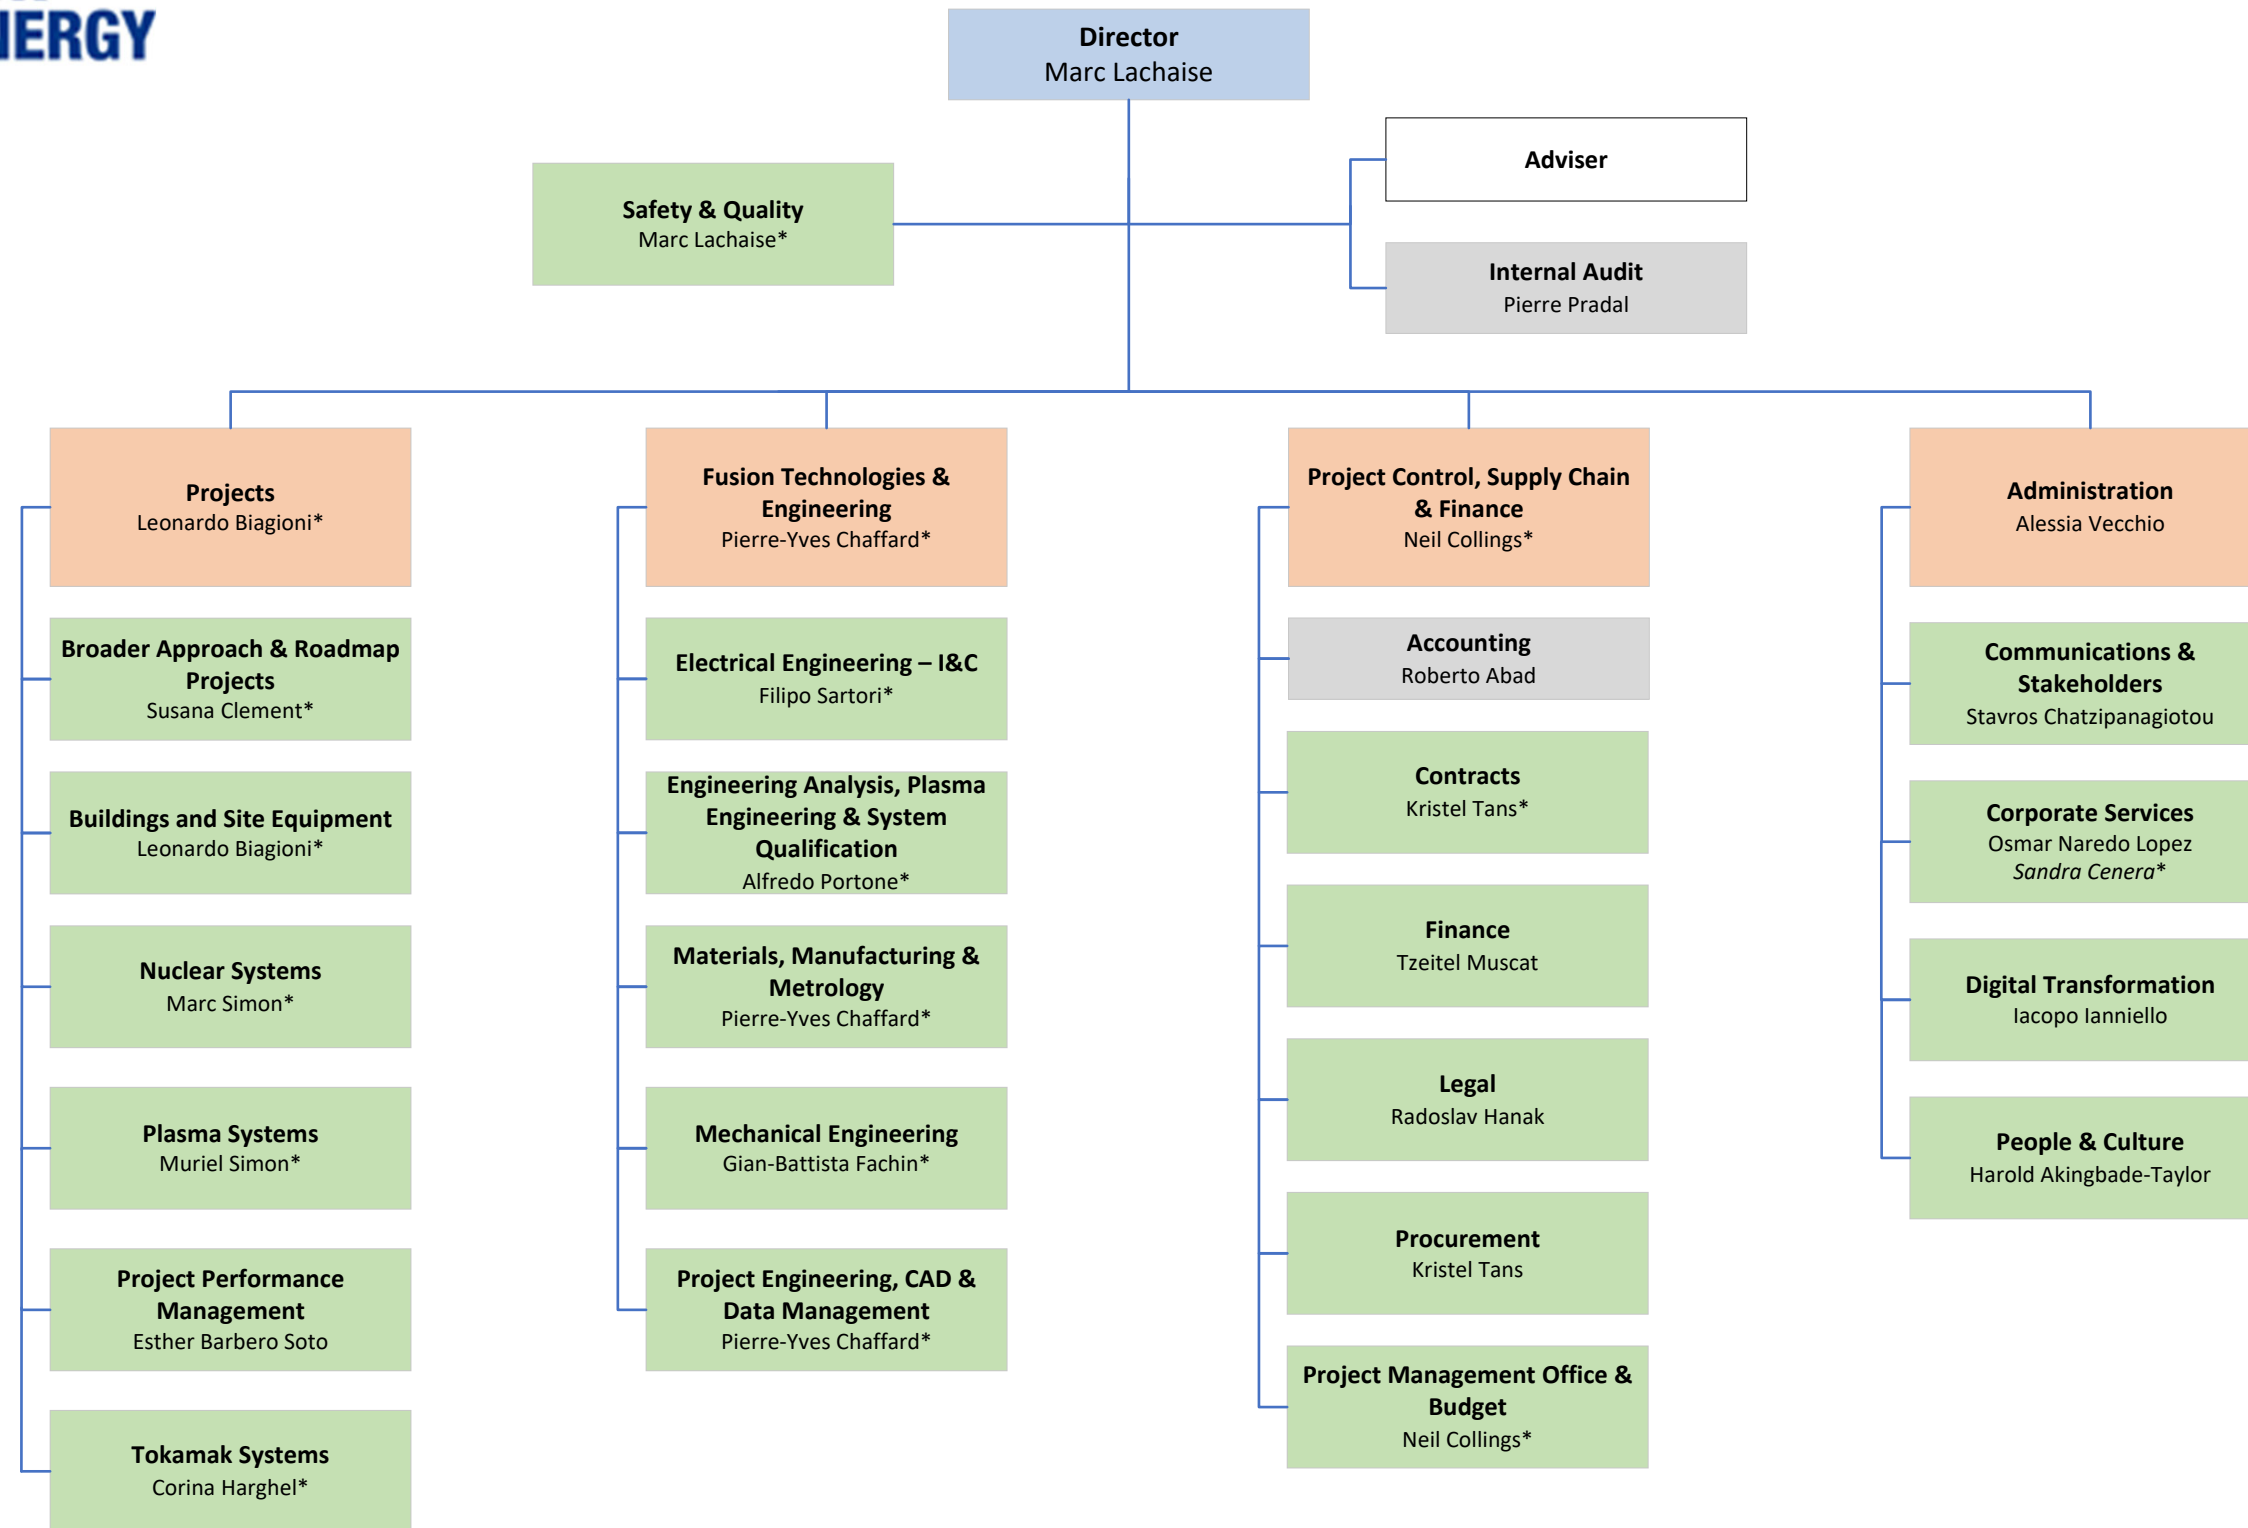 Director
Marc Lachaise
Adviser
Safety & Quality
Marc Lachaise*
Internal Audit
Pierre Pradal
Projects
Leonardo Biagioni*
Broader Approach & Roadmap
Projects
Susana Clement*
Buildings and Site Equipment
Leonardo Biagioni*
Nuclear Systems
Marc Simon*
Plasma Systems
Muriel Simon*
Project Performance
Management
Esther Barbero Soto
Tokamak Systems
Corina Harghel*
Fusion Technologies &
Engineering
Pierre-Yves Chaffard*
Electrical Engineering – I&C
Filipo Sartori*
Engineering Analysis, Plasma
Engineering & System
Qualification
Alfredo Portone*
Materials, Manufacturing &
Metrology
Pierre-Yves Chaffard*
Mechanical Engineering
Gian-Battista Fachin*
Project Engineering, CAD &
Data Management
Pierre-Yves Chaffard*
Project Control, Supply Chain
& Finance
Neil Collings*
Accounting
Roberto Abad
Contracts
Kristel Tans*
Finance
Tzeitel Muscat
Legal
Radoslav Hanak
Procurement
Kristel Tans
Project Management Office &
Budget
Neil Collings*
Administration
Alessia Vecchio
Communications &
Stakeholders
Stavros Chatzipanagiotou
Corporate Services
Osmar Naredo Lopez
Sandra Cenera*
Digital Transformation
Iacopo Ianniello
People & Culture
Harold Akingbade-Taylor